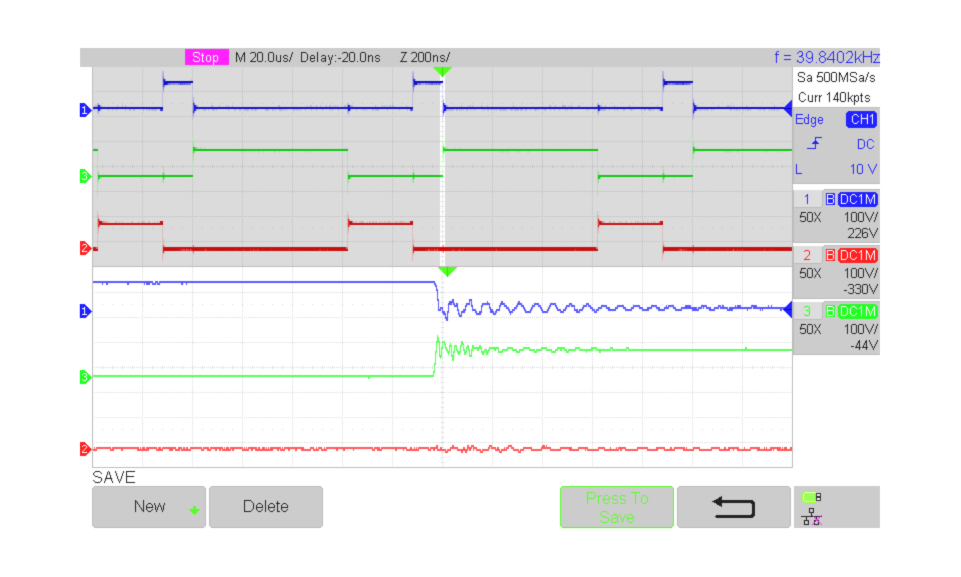 Stop M 20.0us/ Delay:-20.0ns Z 200ns/ f = 39.8402kHz
Sa 500MSa/s
Curr 140kpts
Edge CH1
DC
L 10 V
1 B DC1M
50X 100V/
226V
2 B DC1M
50X 100V/
-330V
3 B DC1M
50X 100V/
-44V
1
3
2
1
3
2
SAVE
New
Delete
Press To
Save